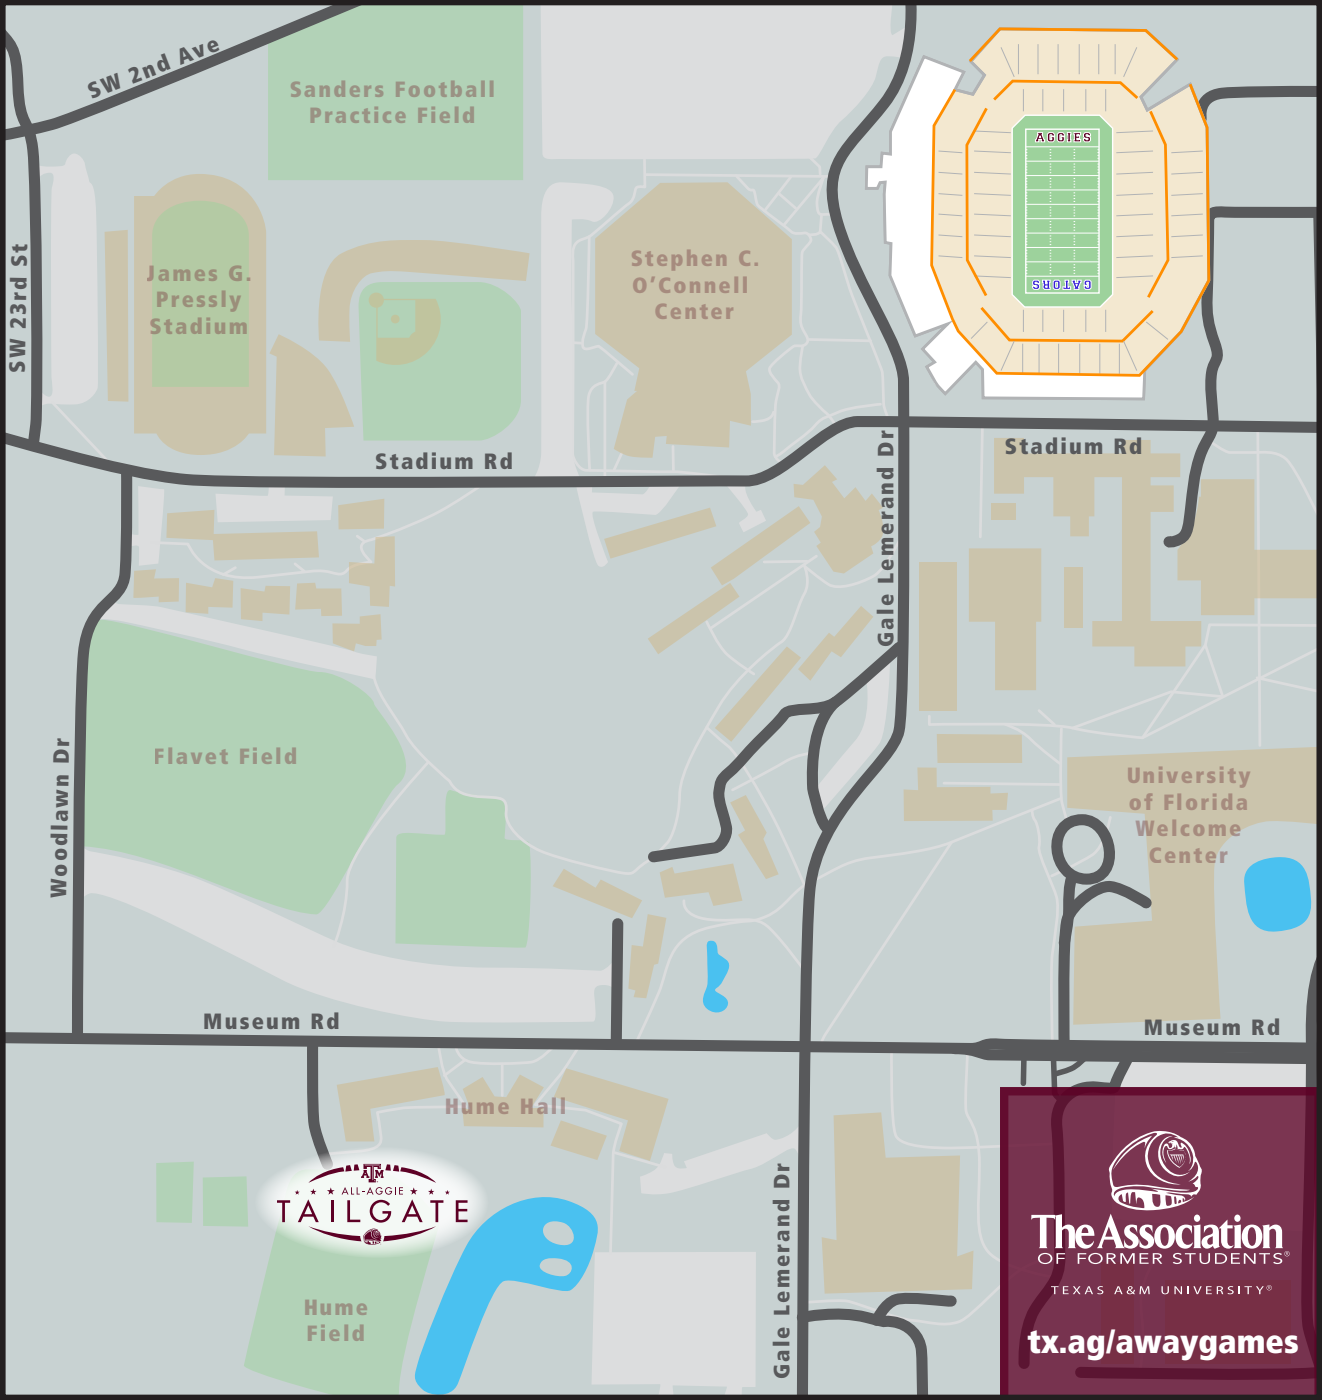 SW 2nd Ave
Sanders Football
Practice Field
AGGIES
GATORS
SW 23rd St
James G.
Pressly
Stadium
Stephen C.
O'Connell
Center
Stadium Rd
Stadium Rd
Gale Lemerand Dr
Woodlawn Dr
Flavet Field
University
of Florida
Welcome
Center
Museum Rd
Museum Rd
Hume Hall
ATM
ALL-AGGIE
TAILGATE
Hume
Field
Gale Lemerand Dr
The Association
OF FORMER STUDENTS®
TEXAS A&M UNIVERSITY®
tx.ag/awaygames